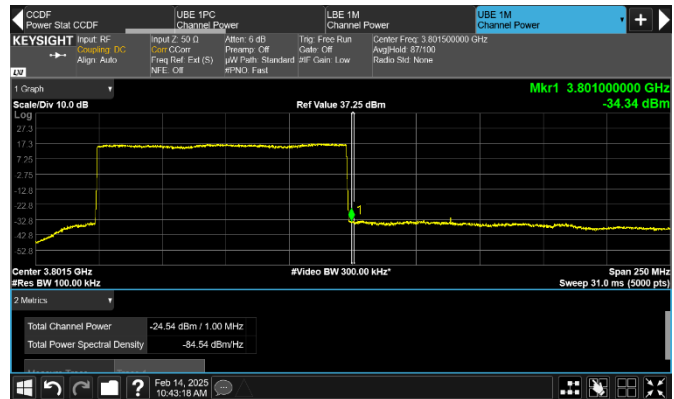 CCDF
Power Stat CCDF
UBE 1PC
Channel Power
LBE 1M
Channel Power
UBE 1M
Channel Power
KEYSIGHT
Input: RF
Coupling: DC
Align: Auto
Input Z: 50 Ω
Corr CCorr
Freq Ref: Ext (S)
NFE: Off
Atten: 6 dB
Preamp: Off
µW Path: Standard
#PNO: Fast
Trig: Free Run
Gate: Off
#IF Gain: Low
Center Freq: 3.801500000 GHz
Avg|Hold: 87/100
Radio Std: None
LXI
1 Graph
Mkr1 3.801000000 GHz
Scale/Div 10.0 dB
Ref Value 37.25 dBm
-34.34 dBm
Log
27.3
17.3
7.25
-2.75
-12.8
-22.8
-32.8
-42.8
-52.8
1
Center 3.8015 GHz
#Video BW 300.00 kHz*
Span 250 MHz
#Res BW 100.00 kHz
Sweep 31.0 ms (5000 pts)
2 Metrics
Total Channel Power -24.54 dBm / 1.00 MHz
Total Power Spectral Density -84.54 dBm/Hz
?
Feb 14, 2025
10:43:18 AM